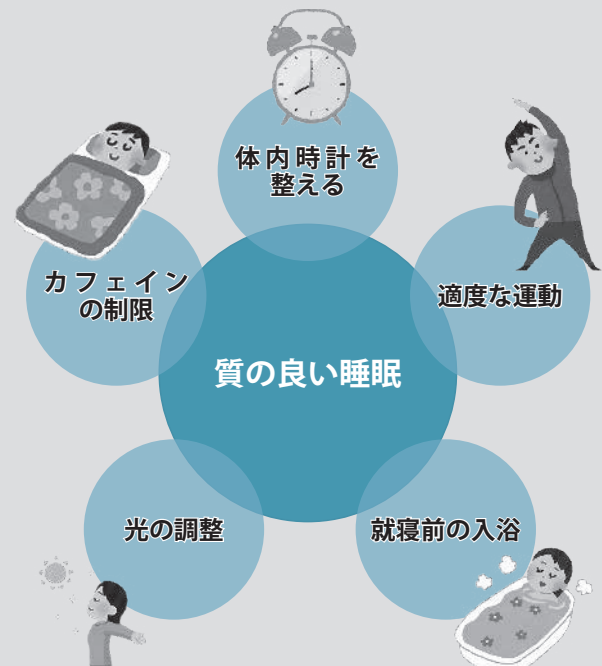 体内時計を
整える
カフェイン
の制限
適度な運動
質の良い睡眠
光の調整
就寝前の入浴